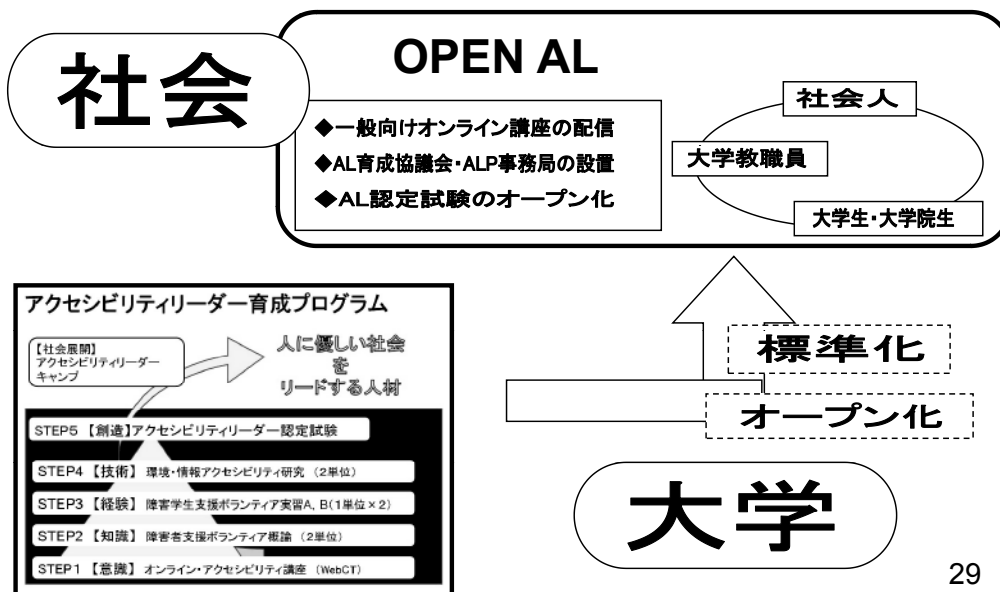 社会
OPEN AL
◆一般向けオンライン講座の配信
◆AL育成協議会・ALP事務局の設置
◆AL認定試験のオープン化
社会人
大学教職員
大学生・大学院生
アクセシビリティリーダー育成プログラム
【社会展開】
アクセシビリティリーダー
キャンプ
人に優しい社会
を
リードする人材
STEP5 【創造】アクセシビリティリーダー認定試験
STEP4 【技術】 環境・情報アクセシビリティ研究 (2単位)
STEP3 【経験】 障害学生支援ボランティア実習A, B(1単位×2)
STEP2 【知識】 障害者支援ボランティア概論 (2単位)
STEP1 【意識】 オンライン・アクセシビリティ講座 (WebCT)
標準化
オープン化
大学
29